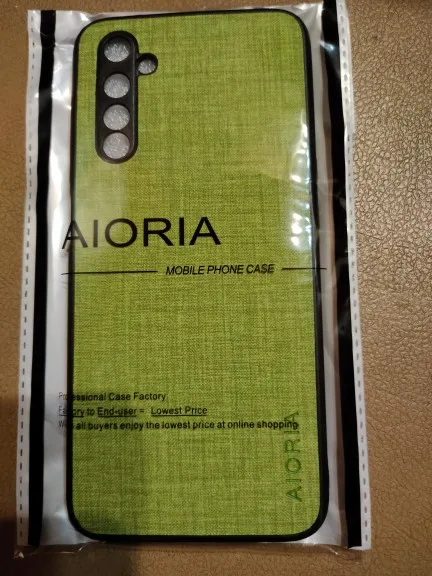 AIORIA
MOBILE PHONE CASE
Professional Case Factory
Factory to End-user = Lowest Price
all buyers enjoy the lowest price at online shopping
AIORIA